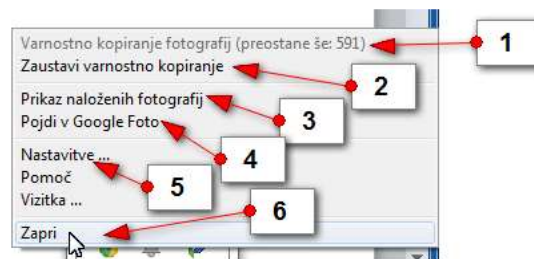 Varnostno kopiranje fotografij (preostane še: 591)
1
Zaustavi varnostno kopiranje
2
Prikaz naloženih fotografij
3
Pojdi v Google Foto
4
Nastavitve ...
5
Pomoč
Vizitka ...
6
Zapri